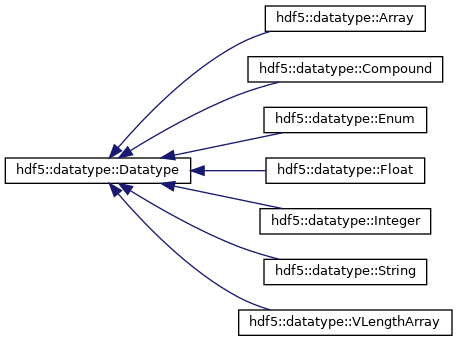 hdf5::datatype::Array
hdf5::datatype::Compound
hdf5::datatype::Enum
hdf5::datatype::Datatype
hdf5::datatype::Float
hdf5::datatype::Integer
hdf5::datatype::String
hdf5::datatype::VLengthArray